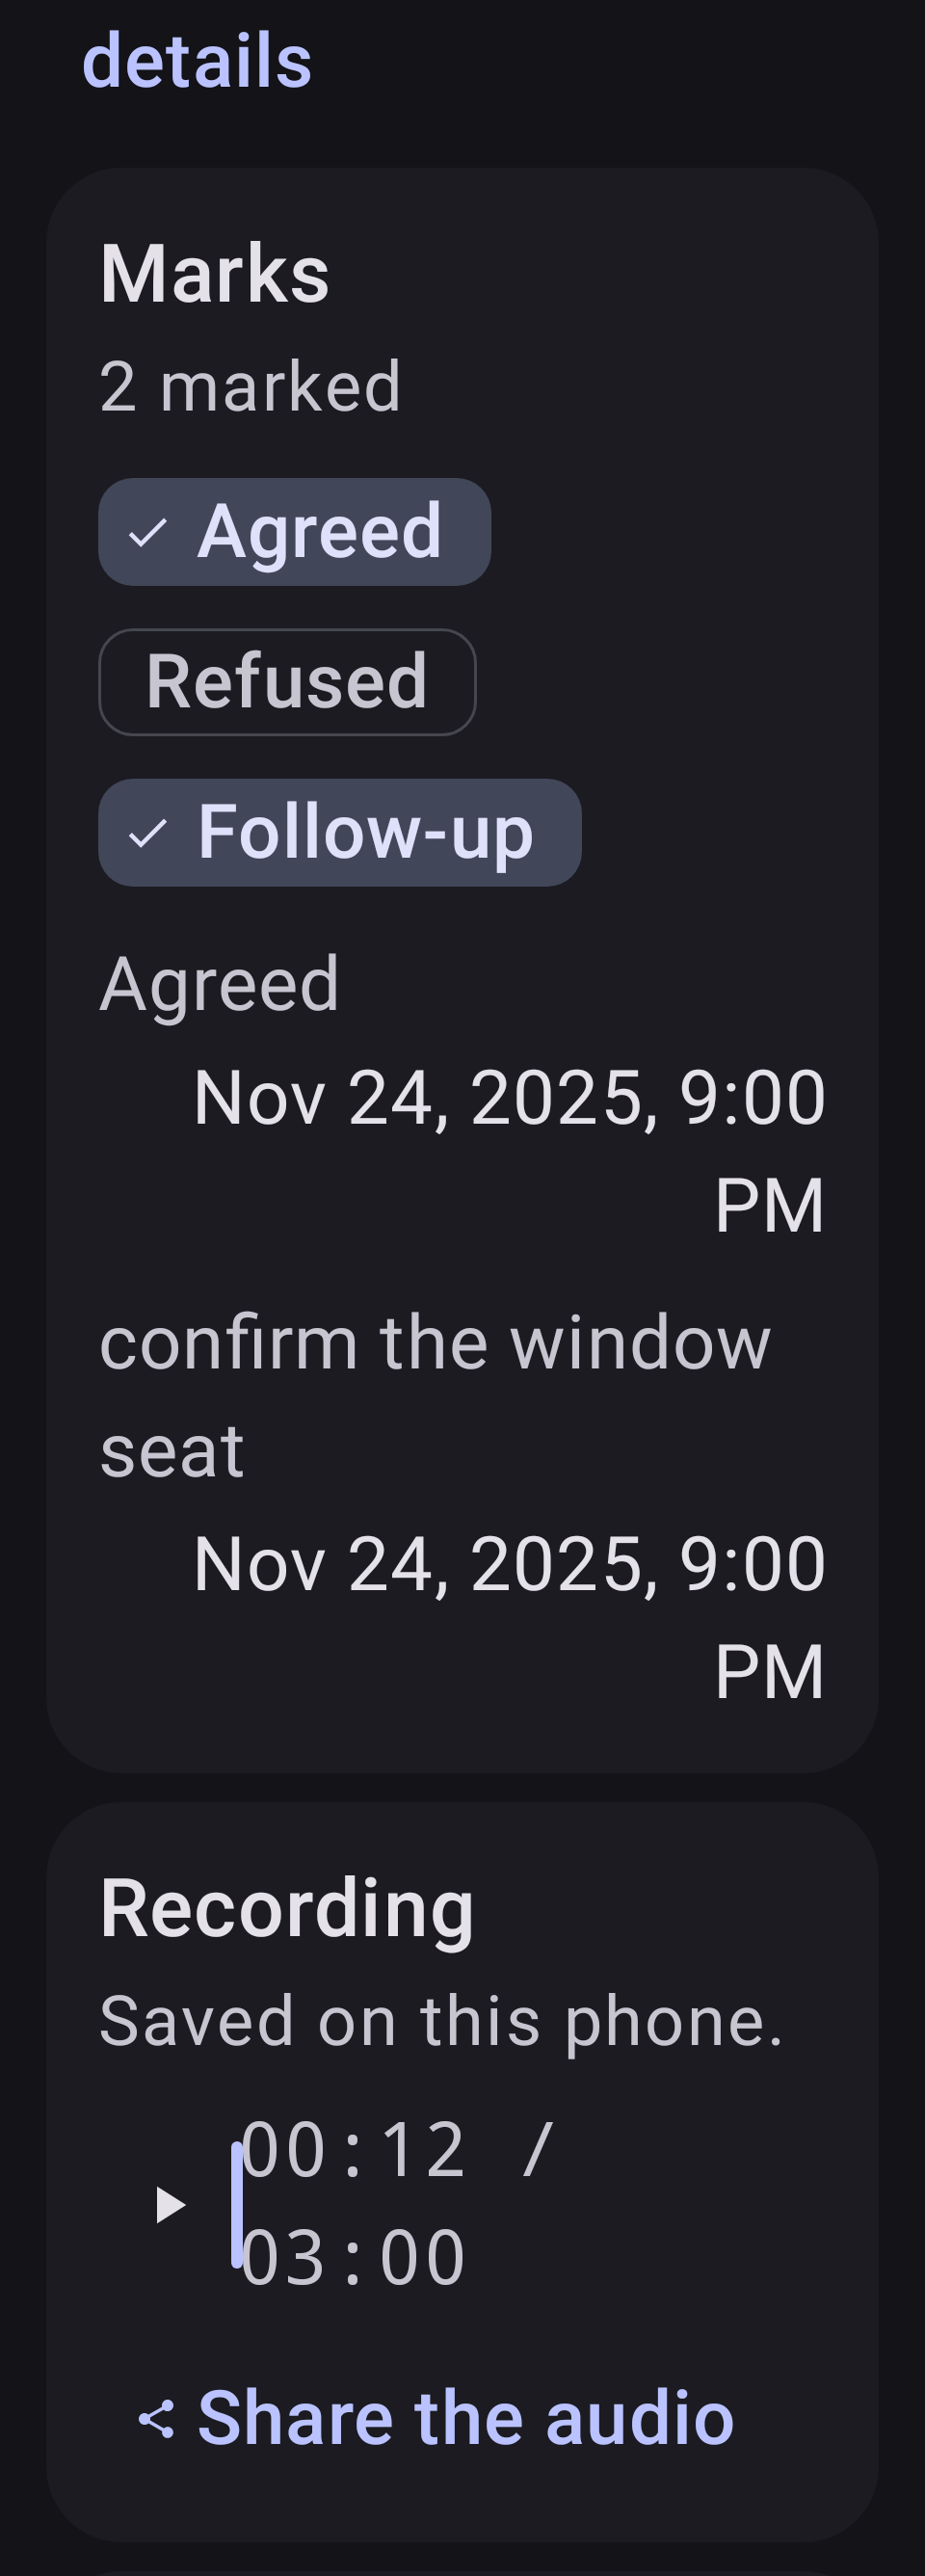 details
Marks
2 marked
Agreed
Refused
Follow-up
Agreed
Nov 24, 2025, 9:00
PM
confirm the window
seat
Nov 24, 2025, 9:00
PM
Recording
Saved on this phone.
00:12 /
03:00
Share the audio